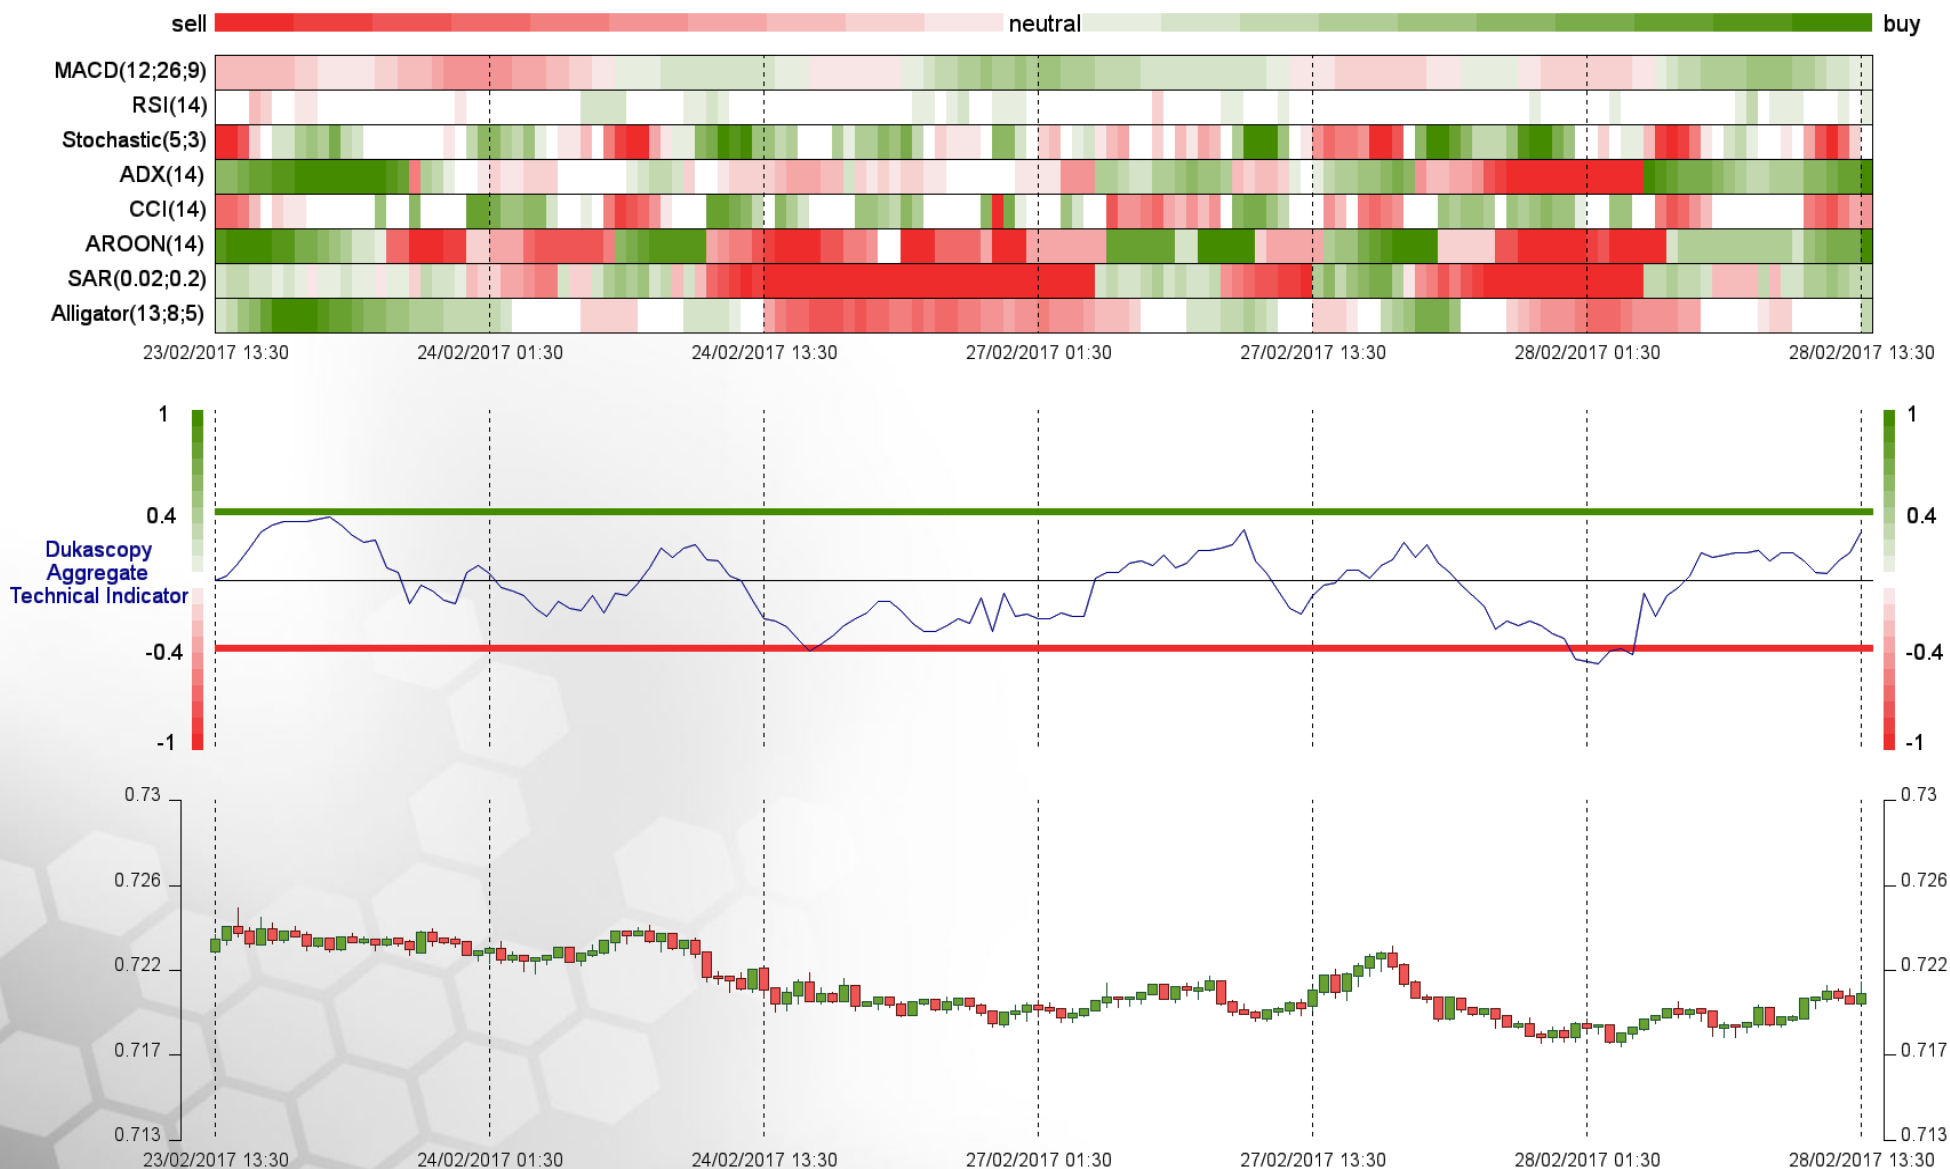 sell neutral buy
MACD(12;26;9)
RSI(14)
Stochastic(5;3)
ADX(14)
CCI(14)
AROON(14)
SAR(0.02;0.2)
Alligator(13;8;5)
23/02/2017 13:30 24/02/2017 01:30 24/02/2017 13:30 27/02/2017 01:30 27/02/2017 13:30 28/02/2017 01:30 28/02/2017 13:30
1 1
0.4 0.4
Dukascopy
Aggregate
Technical Indicator
-0.4 -0.4
-1 -1
0.73 0.73
0.726 0.726
0.722 0.722
0.717 0.717
0.713 0.713
23/02/2017 13:30 24/02/2017 01:30 24/02/2017 13:30 27/02/2017 01:30 27/02/2017 13:30 28/02/2017 01:30 28/02/2017 13:30